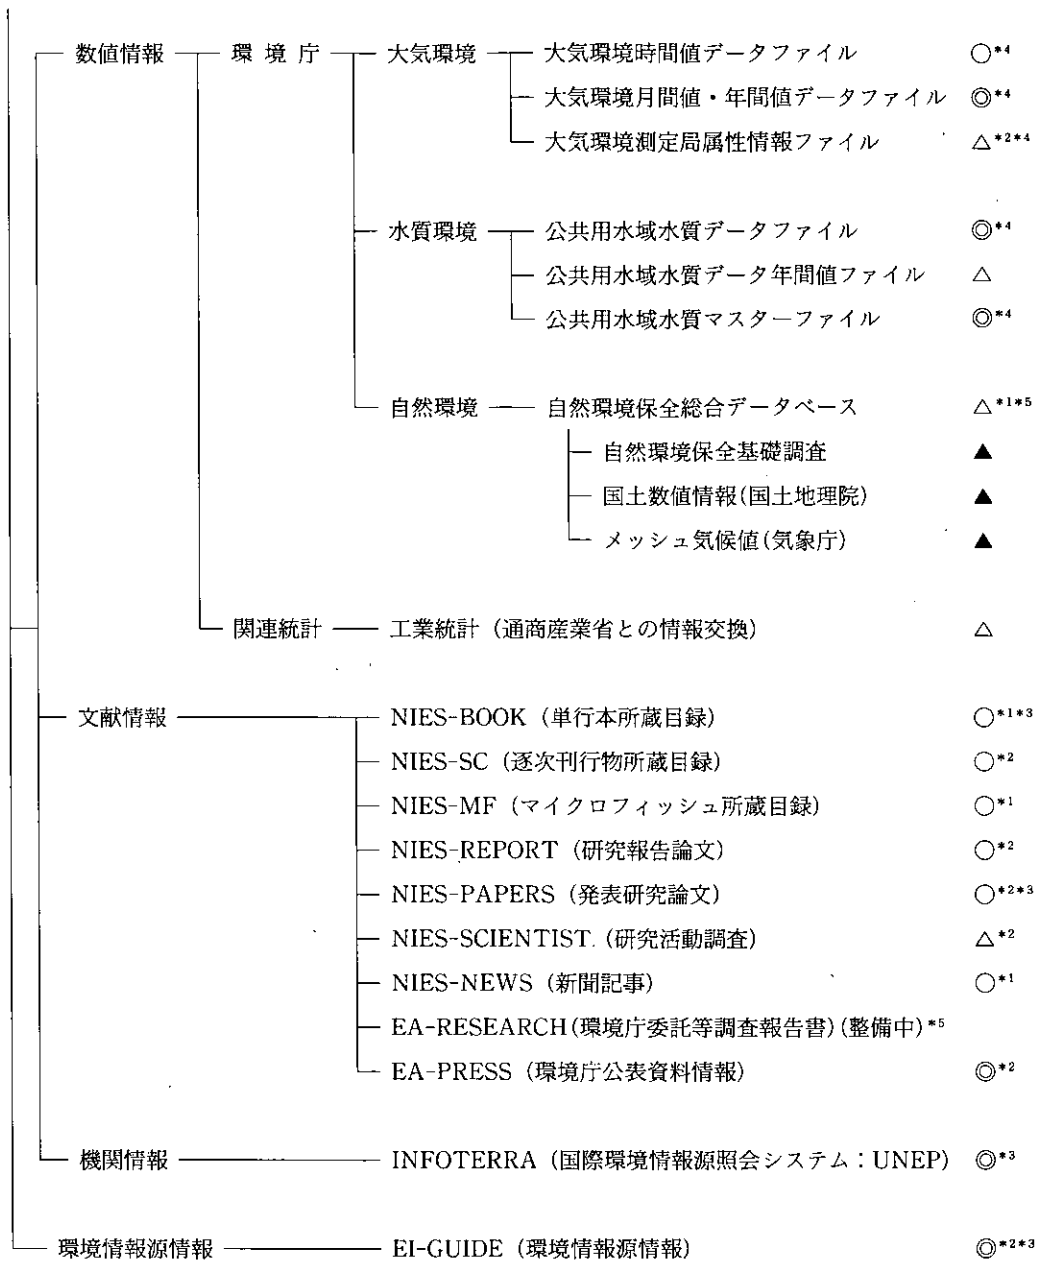 数値情報 環境庁 大気環境 大気環境時間値データファイル ○*4
大気環境月間値・年間値データファイル ◎*4
大気環境測定局属性情報ファイル △*2*4
水質環境 公共用水域水質データファイル ◎*4
公共用水域水質データ年間値ファイル △
公共用水域水質マスターファイル ◎*4
自然環境 自然環境保全総合データベース △*1*5
自然環境保全基礎調査 ▲
国土数値情報(国土地理院) ▲
メッシュ気候値(気象庁) ▲
関連統計 工業統計(通商産業省との情報交換) △
文献情報 NIES-BOOK(単行本所蔵目録) ○*1*3
NIES-SC(逐次刊行物所蔵目録) ○*2
NIES-MF(マイクロフィッシュ所蔵目録) ○*1
NIES-REPORT(研究報告論文) ○*2
NIES-PAPERS(発表研究論文) ○*2*3
NIES-SCIENTIST.(研究活動調査) △*2
NIES-NEWS(新聞記事) ○*1
EA-RESEARCH(環境庁委託等調査報告書)(整備中)*5
EA-PRESS(環境庁公表資料情報) ◎*2
機関情報 INFOTERRA(国際環境情報源照会システム:UNEP) ◎*3
環境情報源情報 EI-GUIDE(環境情報源情報) ◎*2*3